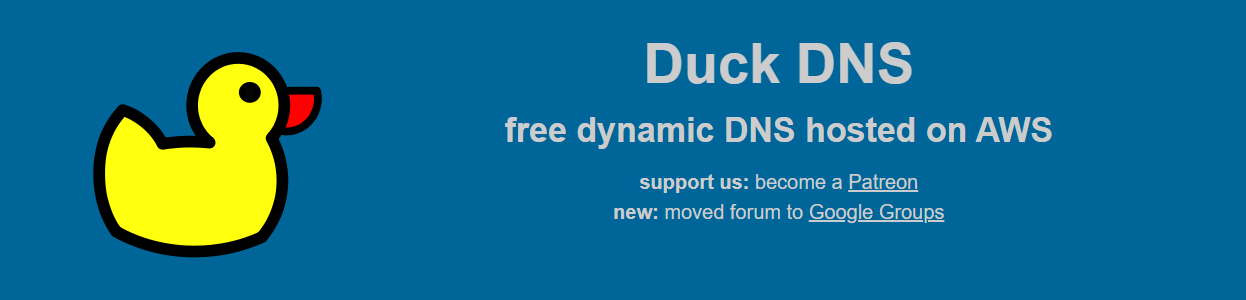 Duck DNS
free dynamic DNS hosted on AWS
support us: become a Patreon
new: moved forum to Google Groups